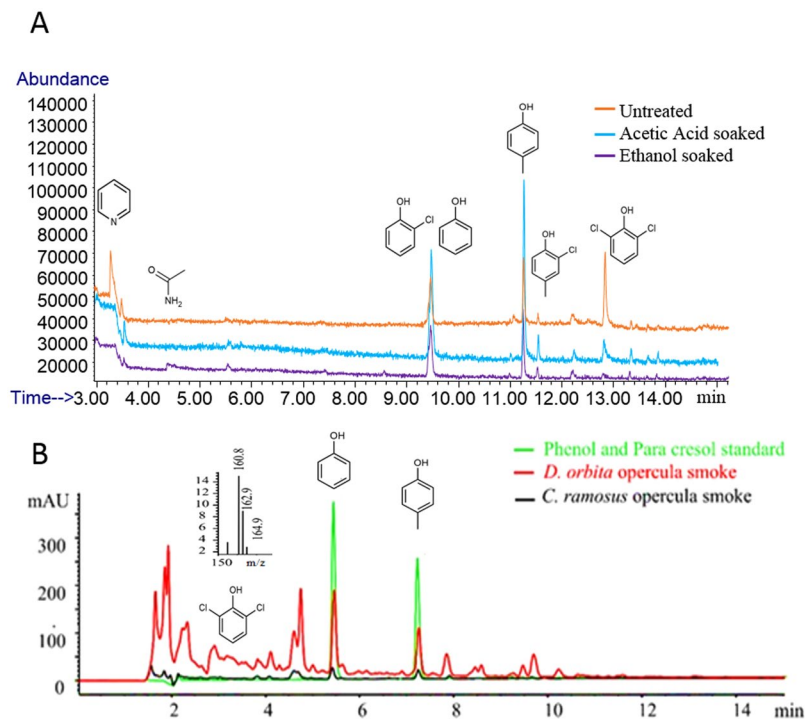 A
Abundance
140000
130000
120000
110000
100000
90000
80000
70000
60000
50000
40000
30000
20000
Untreated
Acetic Acid soaked
Ethanol soaked
N
O
NH₂
OH
Cl
OH
OH
OH
Cl
OH
Cl
Cl
Time-->3.00 4.00 5.00 6.00 7.00 8.00 9.00 10.00 11.00 12.00 13.00 14.00 min
B
Phenol and Para cresol standard
D. orbita opercula smoke
C. ramosus opercula smoke
mAU
300
200
100
0
14
12
10
8
6
4
2
160.8
162.9
164.9
150 m/z
OH
Cl
Cl
OH
OH
2 4 6 8 10 12 14 min